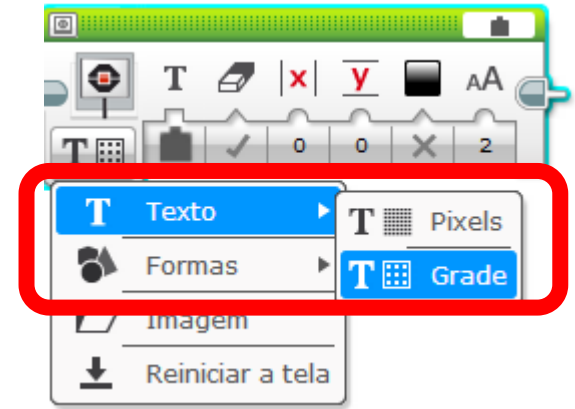 T x y AA
T 0 0 2
T Texto
T Pixels
Formas
T Grade
Imagem
Reiniciar a tela